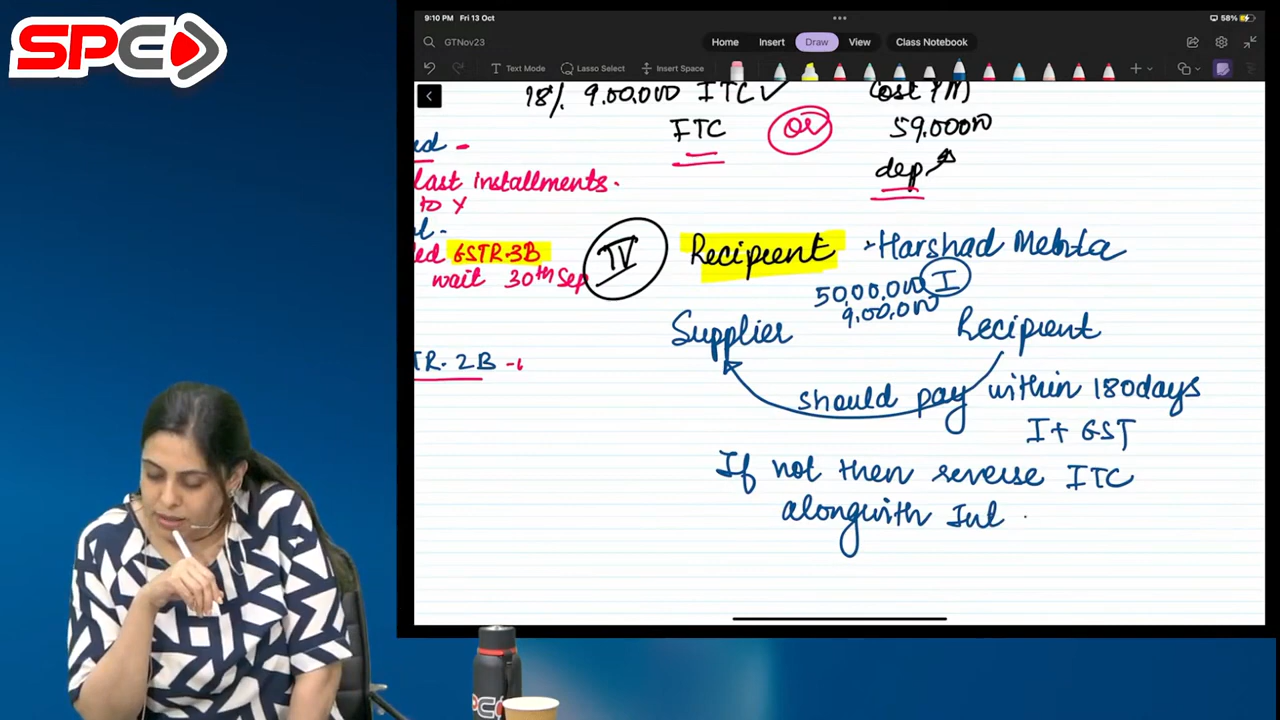 SPC
9:10 PM Fri 13 Oct
58%
GTNov23
Home Insert Draw View Class Notebook
Text Mode Lasso Select Insert Space
18% 9,00,000 ITC ✓
Cost PM
ITC
OR
59,00,000
dep
ed -
last installments.
to X
ed GSTR-3B
wait 30th Sep
TR-2B -
IV
Recipient · Harshad Mehta
50,00,000 I
9,00,000
Supplier
Recipient
should pay within 180days
I+ GST
If not then reverse ITC
alongwith Int
SPC